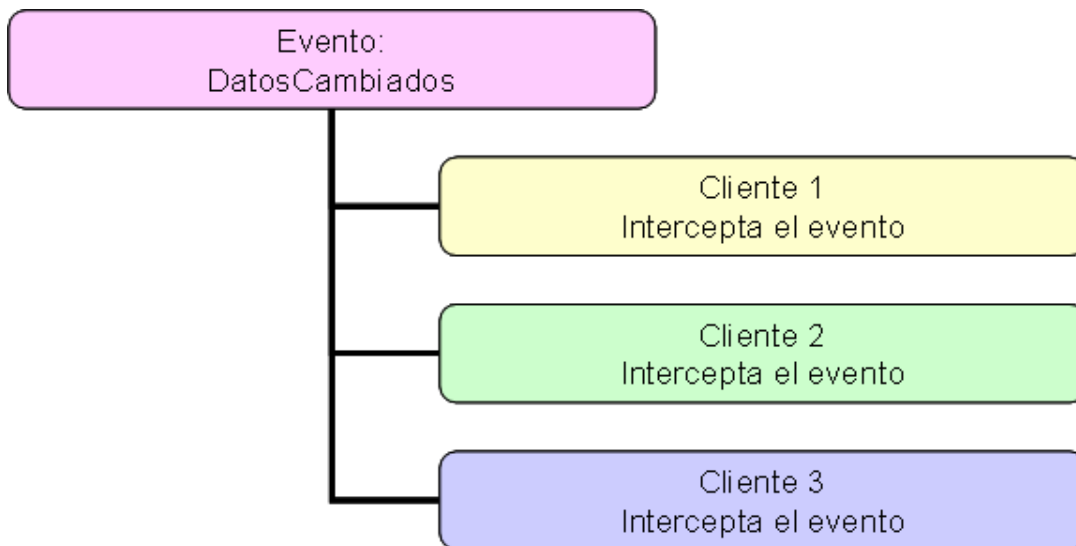 Evento:
DatosCambiados
Cliente 1
Intercepta el evento
Cliente 2
Intercepta el evento
Cliente 3
Intercepta el evento